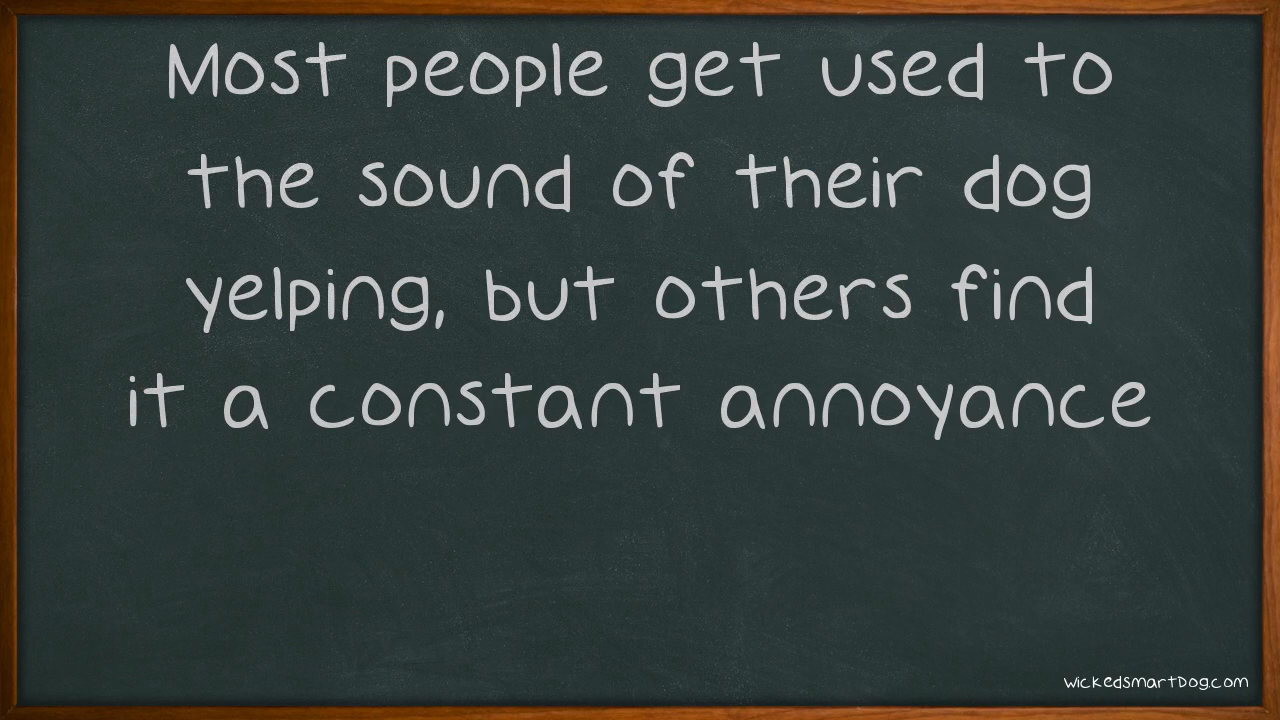 Most people get used to
the sound of their dog
yelping, but others find
it a constant annoyance
wickedsmartDog.com